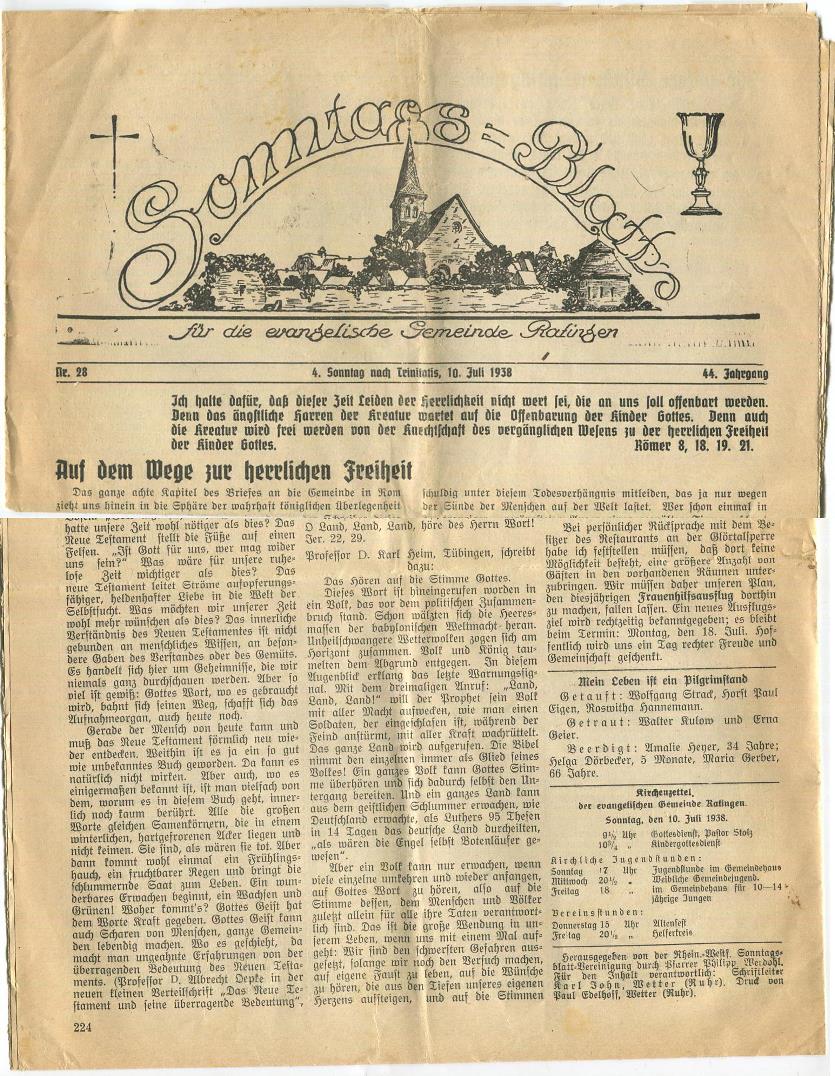 Sonntags=Blatt
für die evangelische Gemeinde Ratingen
Nr. 28
4. Sonntag nach Trinitatis, 10. Juli 1938
44. Jahrgang
Ich halte dafür, daß dieser Zeit Leiden der Herrlichkeit nicht wert sei, die an uns soll offenbart werden.
Denn das ängstliche Harren der Kreatur wartet auf die Offenbarung der Kinder Gottes. Denn auch
die Kreatur wird frei werden von der Knechtschaft des vergänglichen Wesens zu der herrlichen Freiheit
der Kinder Gottes. Römer 8, 18. 19. 21.
Auf dem Wege zur herrlichen Freiheit
Das ganze achte Kapitel des Briefes an die Gemeinde in Rom
zieht uns hinein in die Sphäre der wahrhaft königlichen Überlegenheit
schuldig unter diesem Todesverhängnis mitleiden, das ja nur wegen
der Sünde der Menschen auf der Welt lastet. Wer schon einmal in
hatte unsere Zeit wohl nötiger als dies? Das
Neue Testament stellt die Füße auf einen
Felsen. „Ist Gott für uns, wer mag wider
uns sein?“ Was wäre für unsere ruhe-
lose Zeit wichtiger als dies? Das
neue Testament leitet Ströme aufopferungs-
fähiger, heldenhafter Liebe in die Welt der
Selbstsucht. Was möchten wir unserer Zeit
wohl mehr wünschen als dies? Das innerliche
Verständnis des Neuen Testamentes ist nicht
gebunden an menschliches Wissen, an beson-
dere Gaben des Verstandes oder des Gemüts.
Es handelt sich hier um Geheimnisse, die wir
niemals ganz durchschauen werden. Aber so
viel ist gewiß: Gottes Wort, wo es gebraucht
wird, bahnt sich seinen Weg, schafft sich das
Aufnahmeorgan, auch heute noch.
Gerade der Mensch von heute kann und
muß das Neue Testament förmlich neu wie-
der entdecken. Weithin ist es ja ein so gut
wie unbekanntes Buch geworden. Da kann es
natürlich nicht wirken. Aber auch, wo es
einigermaßen bekannt ist, ist man vielfach von
dem, worum es in diesem Buch geht, inner-
lich noch kaum berührt. Alle die großen
Worte gleichen Samenkörnern, die in einem
winterlichen, hartgefrorenen Acker liegen und
nicht keimen. Sie sind, als wären sie tot. Aber
dann kommt wohl einmal ein Frühlings-
hauch, ein fruchtbarer Regen und bringt die
schlummernde Saat zum Leben. Ein wun-
derbares Erwachen beginnt, ein Wachsen und
Grünen! Woher kommt's? Gottes Geist hat
dem Worte Kraft gegeben. Gottes Geist kann
auch Scharen von Menschen, ganze Gemein-
den lebendig machen. Wo es geschieht, da
macht man ungeahnte Erfahrungen von der
überragenden Bedeutung des Neuen Testa-
ments. (Professor D. Albrecht Oepke in der
neuen kleinen Verteilschrift „Das Neue Te-
stament und seine überragende Bedeutung“,
224
O Land, Land, Land, höre des Herrn Wort!
Jer. 22, 29.
Professor D. Karl Heim, Tübingen, schreibt
dazu:
Das Hören auf die Stimme Gottes.
Dieses Wort ist hineingerufen worden in
ein Volk, das vor dem politischen Zusammen-
bruch stand. Schon wälzten sich die Heeres-
massen der babylonischen Weltmacht heran.
Unheilschwangere Wetterwolken zogen sich am
Horizont zusammen. Volk und König tau-
melten dem Abgrund entgegen. In diesem
Augenblick erklang das letzte Warnungssig-
nal. Mit dem dreimaligen Anruf: „Land,
Land, Land!“ will der Prophet sein Volk
mit aller Macht aufwecken, wie man einen
Soldaten, der eingeschlafen ist, während der
Feind anstürmt, mit aller Kraft wachrüttelt.
Das ganze Land wird aufgerufen. Die Bibel
nimmt den einzelnen immer als Glied seines
Volkes! Ein ganzes Volk kann Gottes Stim-
me überhören und sich dadurch selbst den Un-
tergang bereiten. Und ein ganzes Land kann
aus dem geistlichen Schlummer erwachen, wie
Deutschland erwachte, als Luthers 95 Thesen
in 14 Tagen das deutsche Land durcheilten,
„als wären die Engel selbst Botenläufer ge-
wesen“.
Aber ein Volk kann nur erwachen, wenn
viele einzelne umkehren und wieder anfangen,
auf Gottes Wort zu hören, also auf die
Stimme dessen, dem Menschen und Völker
zuletzt allein für alle ihre Taten verantwort-
lich sind. Das ist die große Wendung in un-
serem Leben, wenn uns mit einem Mal auf-
geht: Wir sind den schwersten Gefahren aus-
gesetzt, solange wir noch den Versuch machen,
auf eigene Faust zu leben, auf die Wünsche
zu hören, die aus den Tiefen unseres eigenen
Herzens aufsteigen, und auf die Stimmen
Bei persönlicher Rücksprache mit dem Be-
sitzer des Restaurants an der Glörtalsperre
habe ich feststellen müssen, daß dort keine
Möglichkeit besteht, eine größere Anzahl von
Gästen in den vorhandenen Räumen unter-
zubringen. Wir müssen daher unseren Plan,
den diesjährigen Frauenhilfsausflug dorthin
zu machen, fallen lassen. Ein neues Ausflugs-
ziel wird rechtzeitig bekanntgegeben; es bleibt
beim Termin: Montag, den 18. Juli. Hof-
fentlich wird uns ein Tag rechter Freude und
Gemeinschaft geschenkt.
Mein Leben ist ein Pilgrimstand
Getauft: Wolfgang Strack, Horst Paul
Eigen, Roswitha Hannemann.
Getraut: Walter Kulow und Erna
Geier.
Beerdigt: Amalie Heyer, 34 Jahre;
Helga Dörbecker, 5 Monate, Maria Gerber,
66 Jahre.
Kirchenzettel,
der evangelischen Gemeinde Ratingen.
Sonntag, den 10. Juli 1938.
9½ Uhr Gottesdienst, Pastor Stolz
10¾ „ Kindergottesdienst
Kirchliche Jugendstunden:
Sonntag 17 Uhr Jugendstunde im Gemeindehaus
Mittwoch 20½ „ Weibliche Gemeindejugend.
Freitag 18 „ im Gemeindehaus für 10—14
jährige Jungen
Vereinstunden:
Donnerstag 15 Uhr Altenfest
Freitag 20½ „ Helferkreis
Herausgegeben von der Rhein.-Westf. Sonntags-
blatt-Vereinigung durch Pfarrer Philipp, Werdohl.
Für den Inhalt verantwortlich: Schriftleiter
Karl John, Wetter (Ruhr). Druck von
Paul Edelhoff, Wetter (Ruhr).